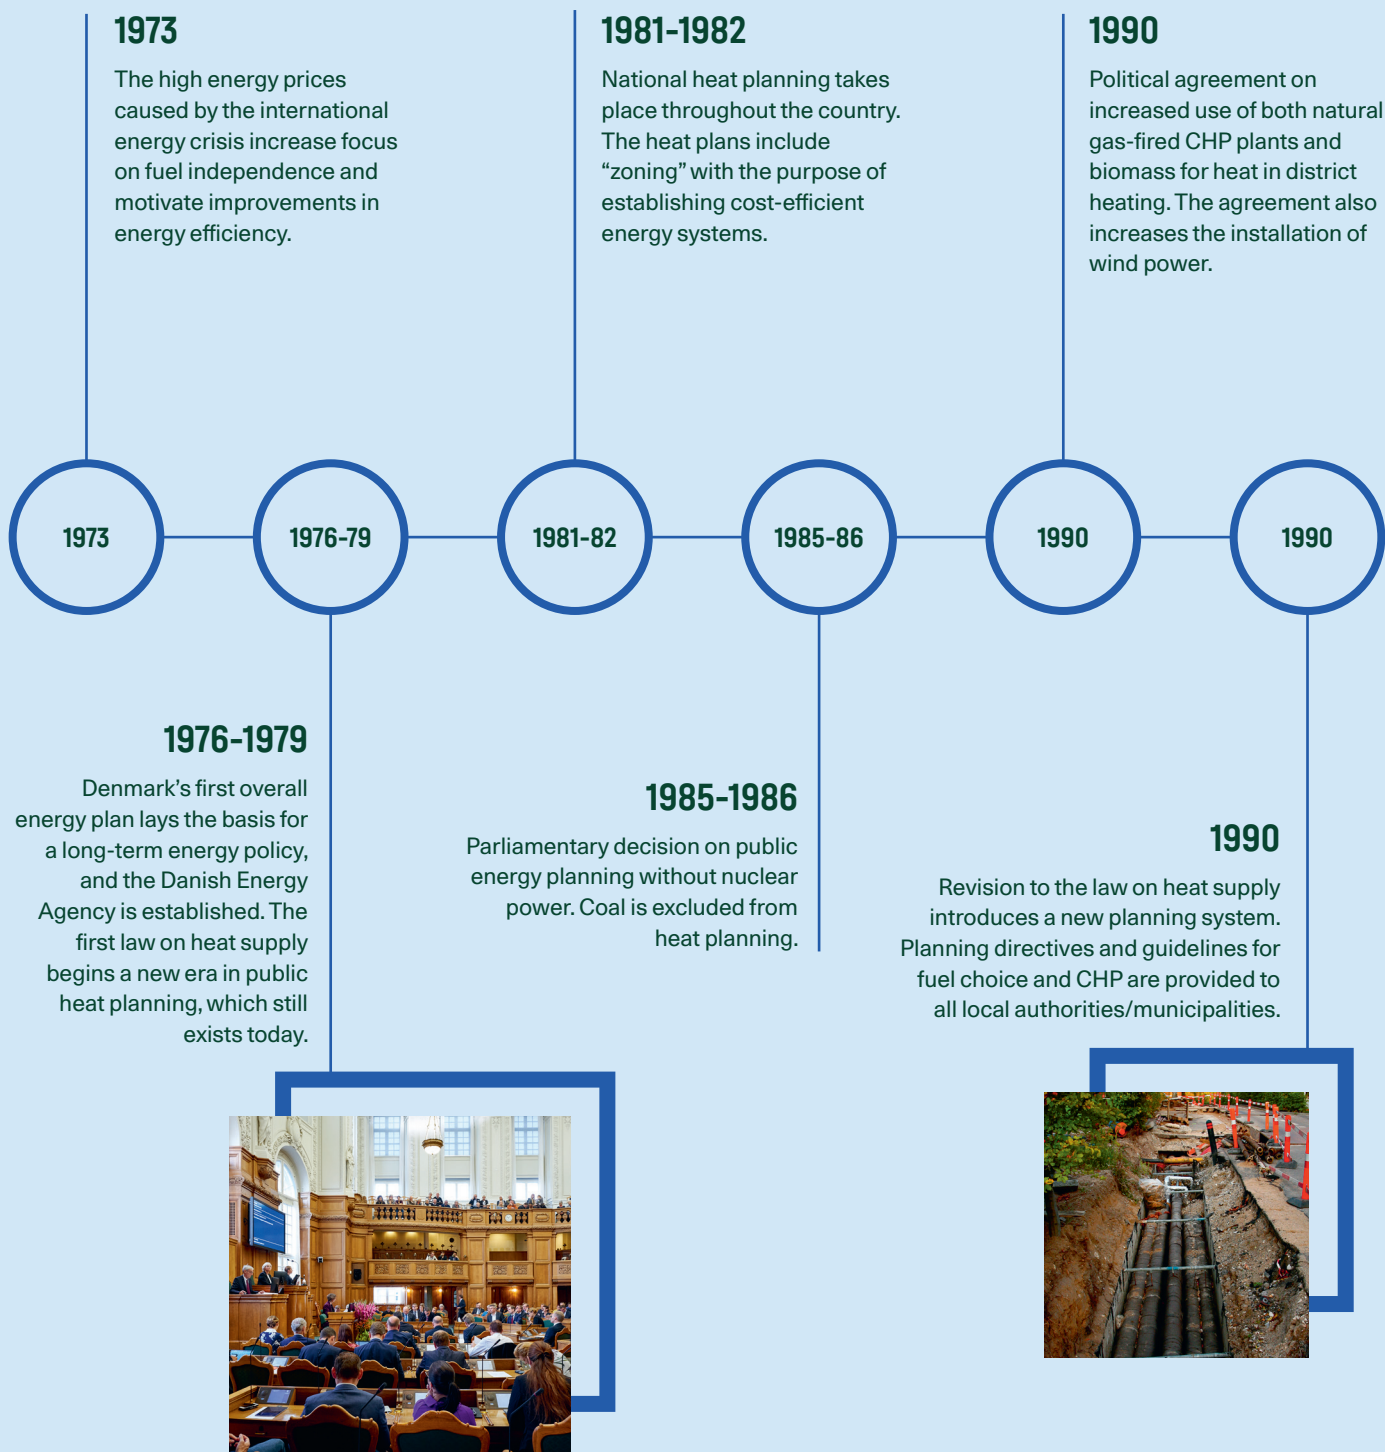 1973
The high energy prices
caused by the international
energy crisis increase focus
on fuel independence and
motivate improvements in
energy efficiency.
1981-1982
National heat planning takes
place throughout the country.
The heat plans include
“zoning” with the purpose of
establishing cost-efficient
energy systems.
1990
Political agreement on
increased use of both natural
gas-fired CHP plants and
biomass for heat in district
heating. The agreement also
increases the installation of
wind power.
1973
1976-79
1981-82
1985-86
1990
1990
1976-1979
Denmark’s first overall
energy plan lays the basis for
a long-term energy policy,
and the Danish Energy
Agency is established. The
first law on heat supply
begins a new era in public
heat planning, which still
exists today.
1985-1986
Parliamentary decision on public
energy planning without nuclear
power. Coal is excluded from
heat planning.
1990
Revision to the law on heat supply
introduces a new planning system.
Planning directives and guidelines for
fuel choice and CHP are provided to
all local authorities/municipalities.